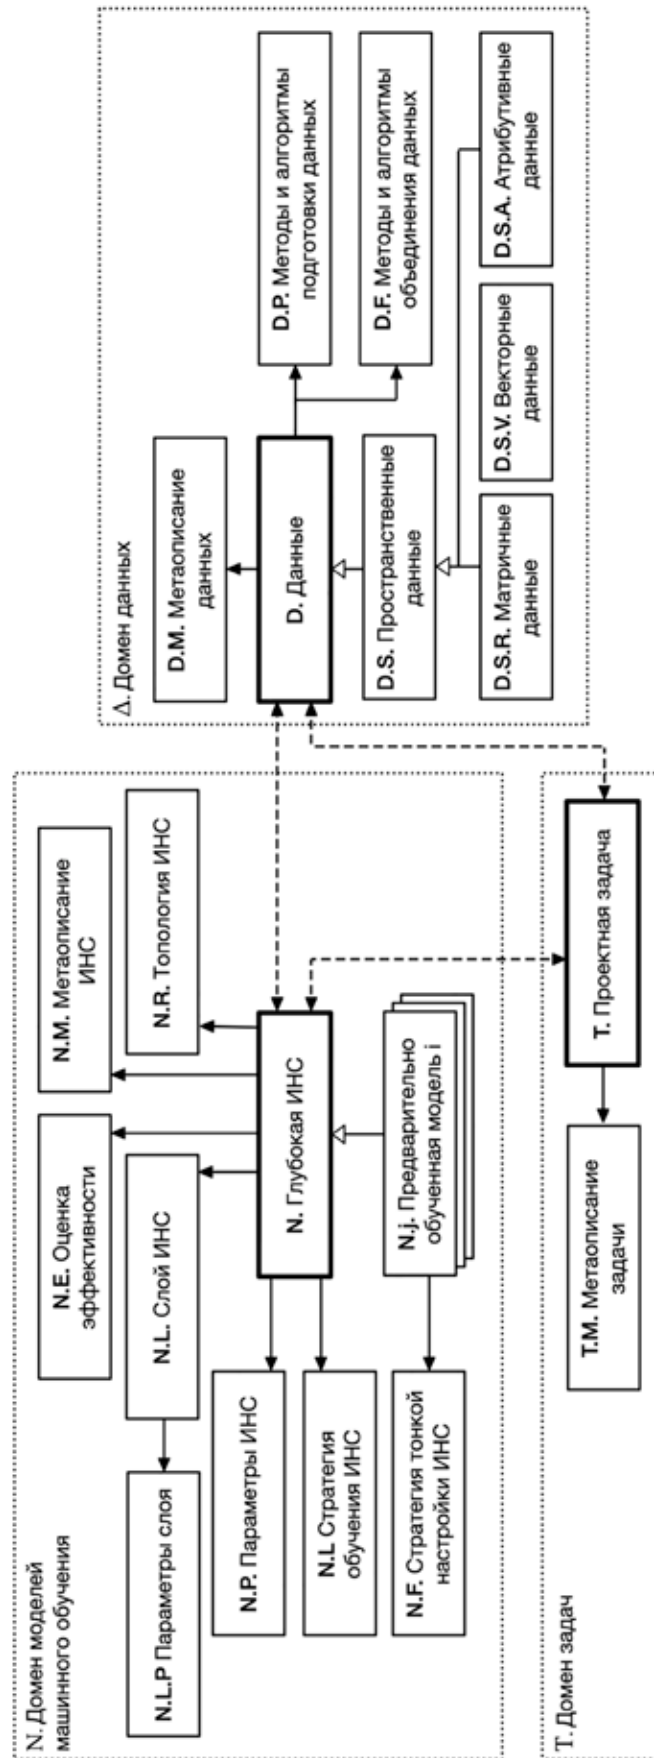 N. Домен моделей
машинного обучения
N.E. Оценка
эффективности
N.M. Метаописание
ИНС
N.L.P Параметры слоя
N.L. Слой ИНС
N.R. Топология ИНС
N.P. Параметры ИНС
N. Глубокая ИНС
N.L Стратегия
обучения ИНС
N.F. Стратегия тонкой
настройки ИНС
N.j. Предварительно
обученная модель i
Δ. Домен данных
D.M. Метаописание
данных
D. Данные
D.P. Методы и алгоритмы
подготовки данных
D.F. Методы и алгоритмы
объединения данных
D.S. Пространственные
данные
D.S.R. Матричные
данные
D.S.V. Векторные
данные
D.S.A. Атрибутивные
данные
T. Домен задач
T.M. Метаописание
задачи
T. Проектная задача